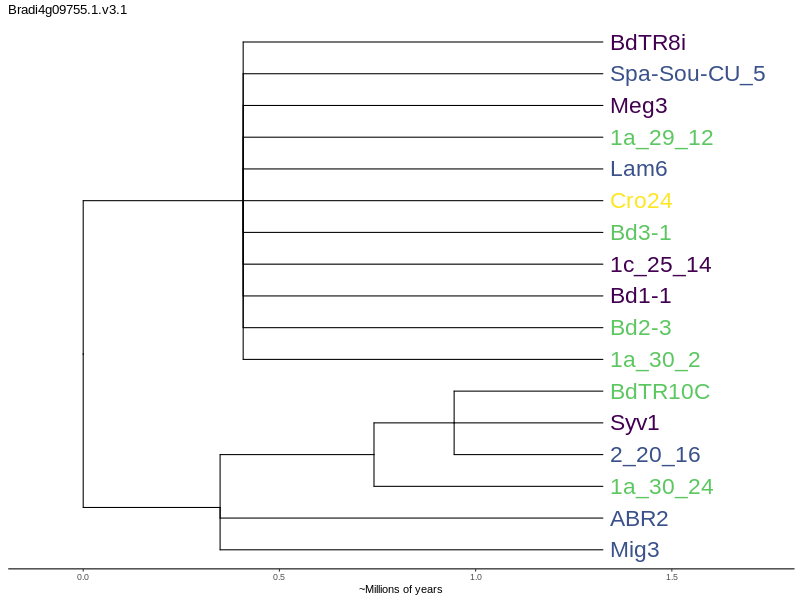 Bradi4g09755.1.v3.1
BdTR8i
Spa-Sou-CU_5
Meg3
1a_29_12
Lam6
Cro24
Bd3-1
1c_25_14
Bd1-1
Bd2-3
1a_30_2
BdTR10C
Syv1
2_20_16
1a_30_24
ABR2
Mig3
0.0 0.5 1.0 1.5
~Millions of years